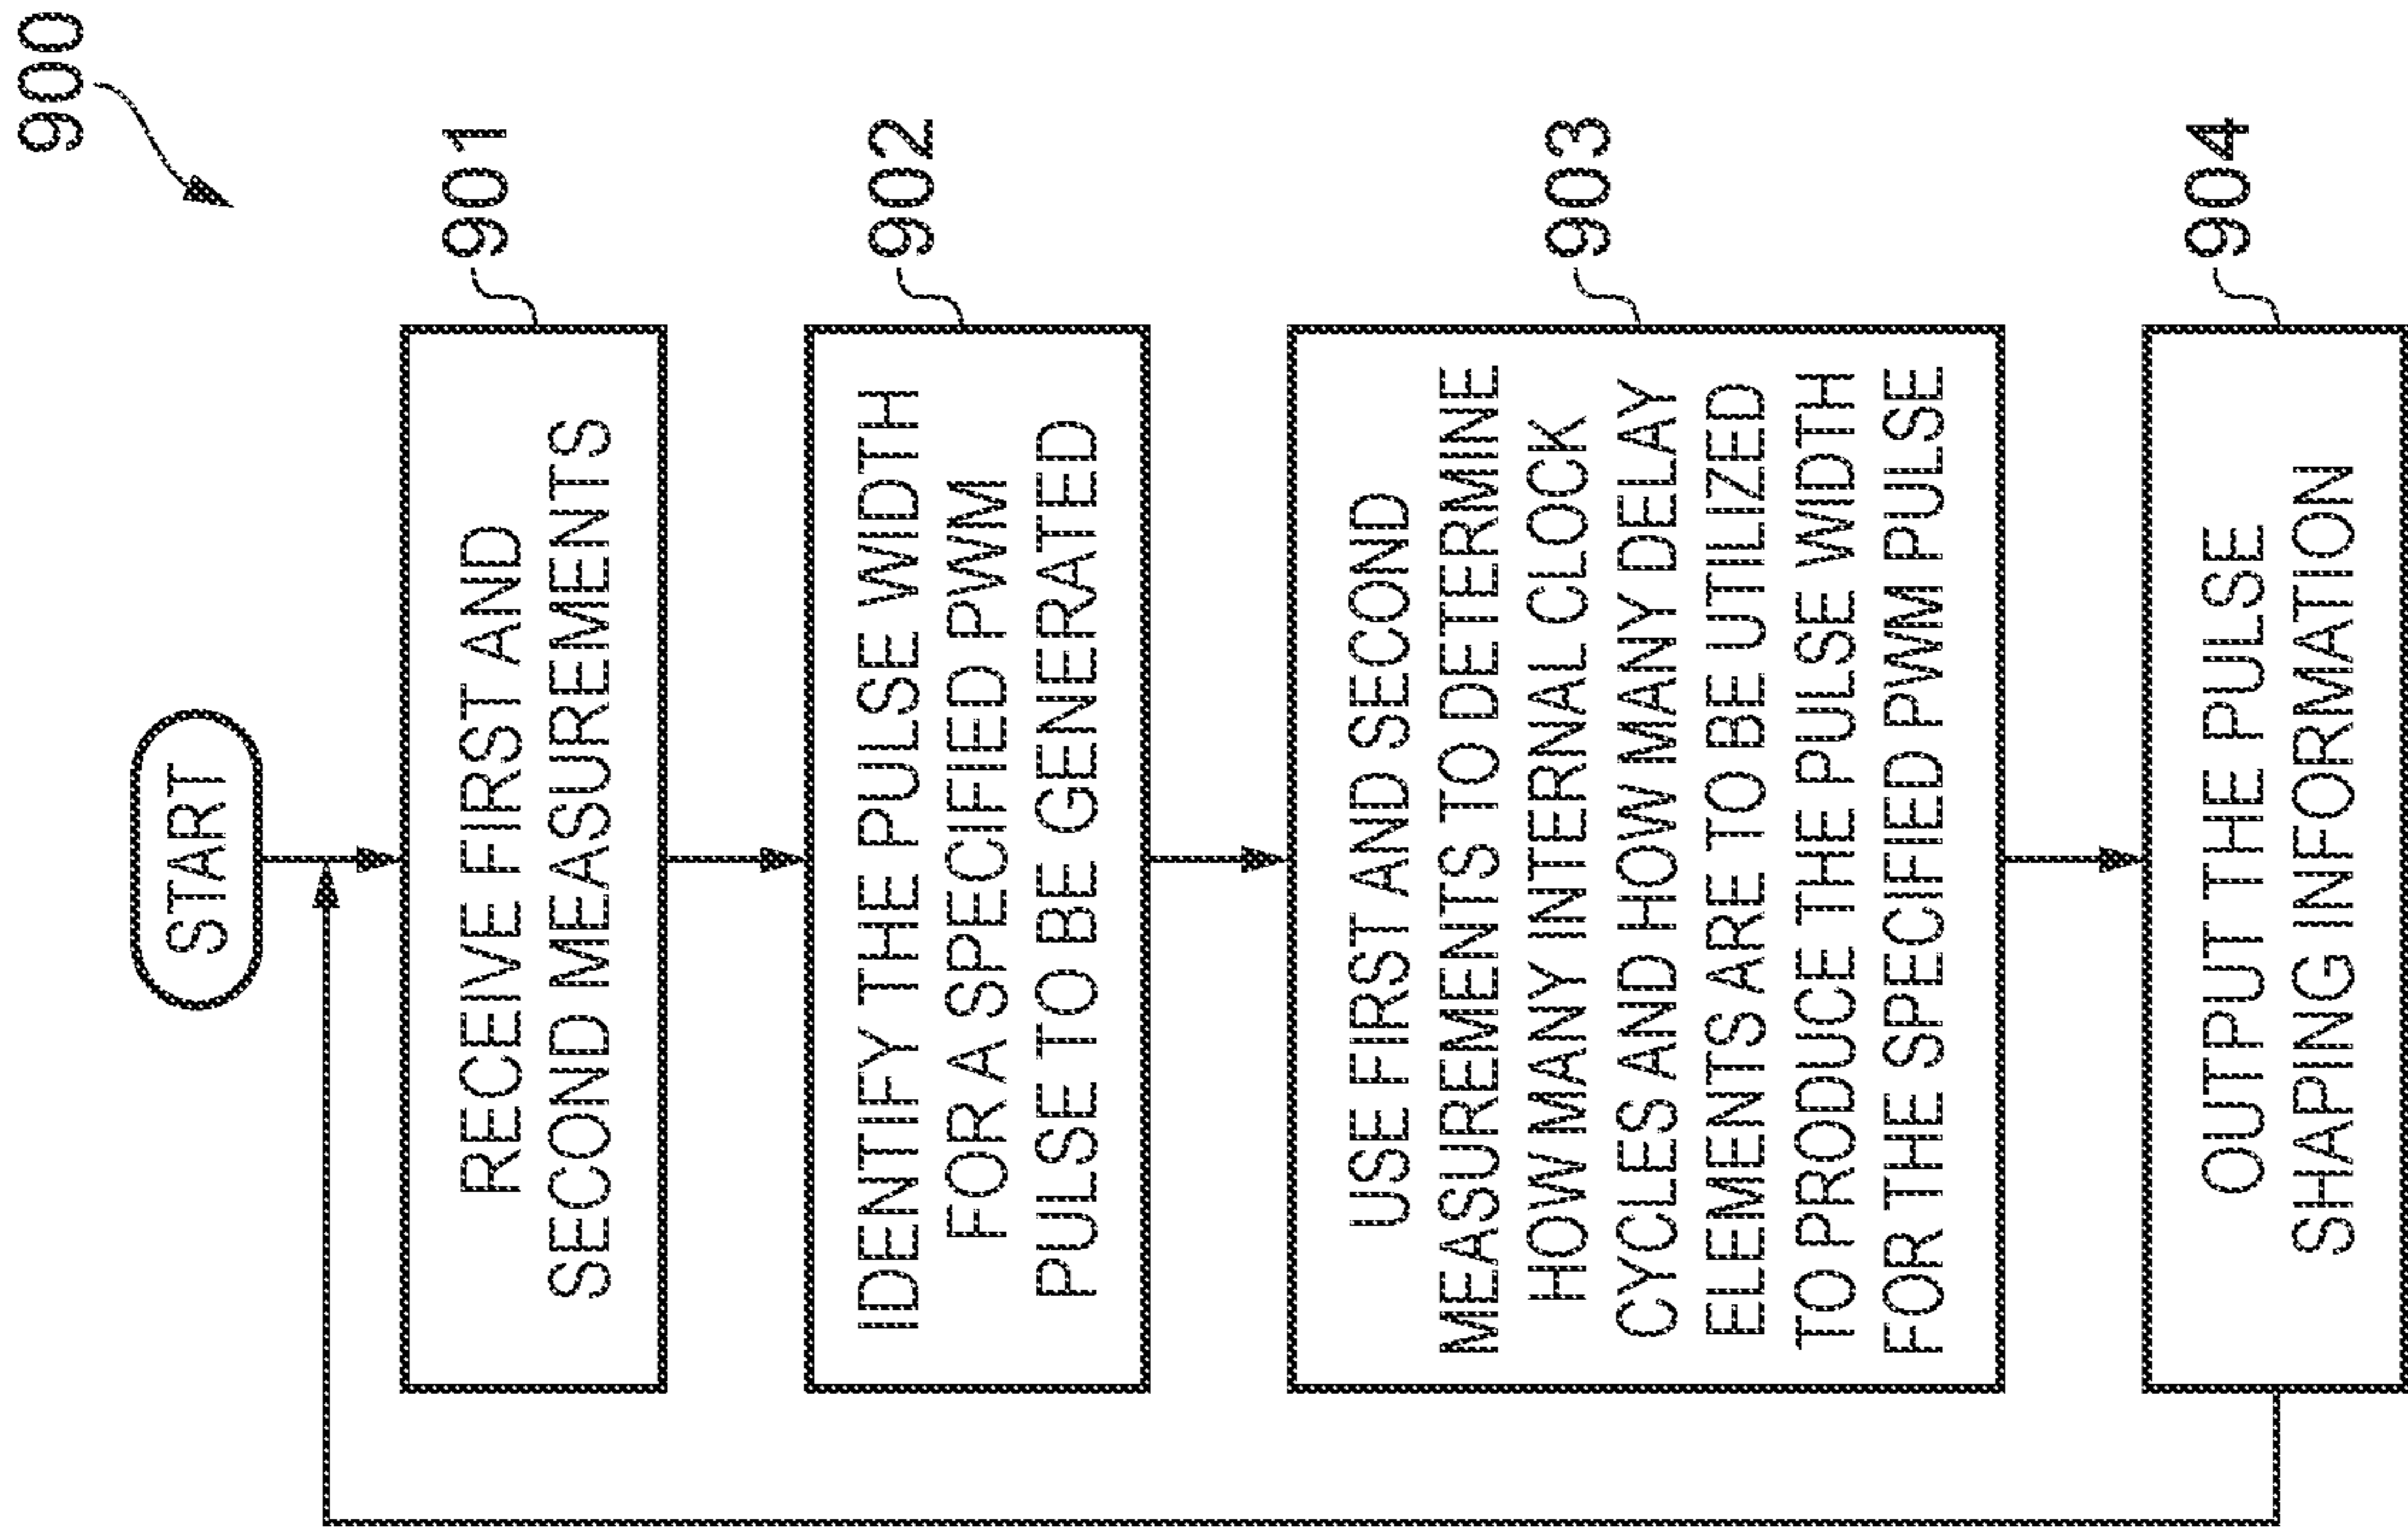 900
START
901
RECEIVE FIRST AND
SECOND MEASUREMENTS
902
IDENTIFY THE PULSE WIDTH
FOR A SPECIFIED PWM
PULSE TO BE GENERATED
903
USE FIRST AND SECOND
MEASUREMENTS TO DETERMINE
HOW MANY INTERNAL CLOCK
CYCLES AND HOW MANY DELAY
ELEMENTS ARE TO BE UTILIZED
TO PRODUCE THE PULSE WIDTH
FOR THE SPECIFIED PWM PULSE
904
OUTPUT THE PULSE
SHAPING INFORMATION